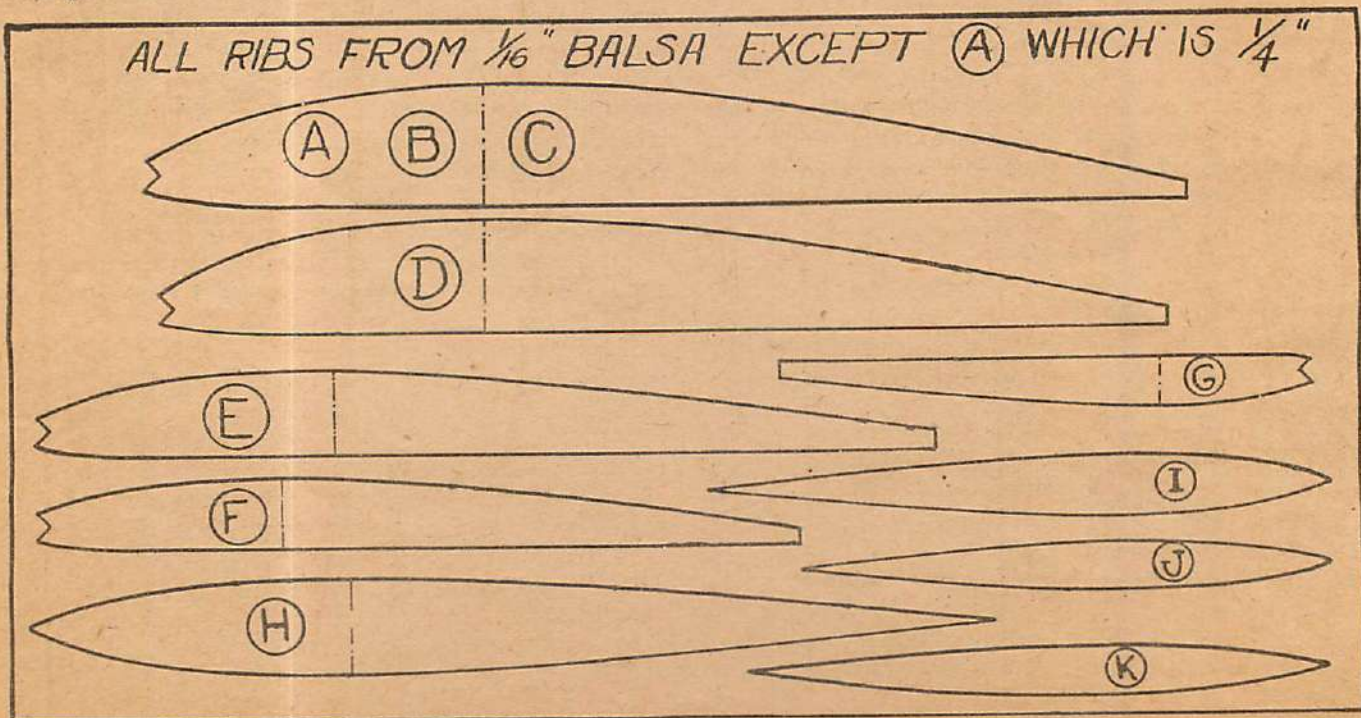 ALL RIBS FROM 1/16" BALSA EXCEPT A WHICH IS 1/4"
A B C
D
E
G
F
I
J
H
K